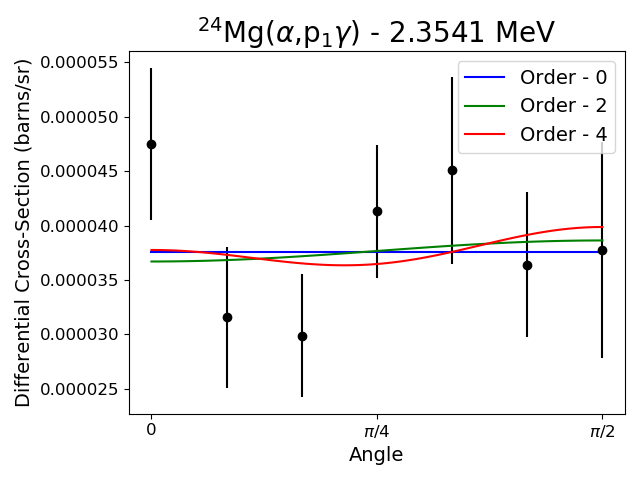 ²⁴Mg(α,p₁γ) - 2.3541 MeV
Differential Cross-Section (barns/sr)
0.000055
0.000050
0.000045
0.000040
0.000035
0.000030
0.000025
Order - 0
Order - 2
Order - 4
0
π/4
π/2
Angle